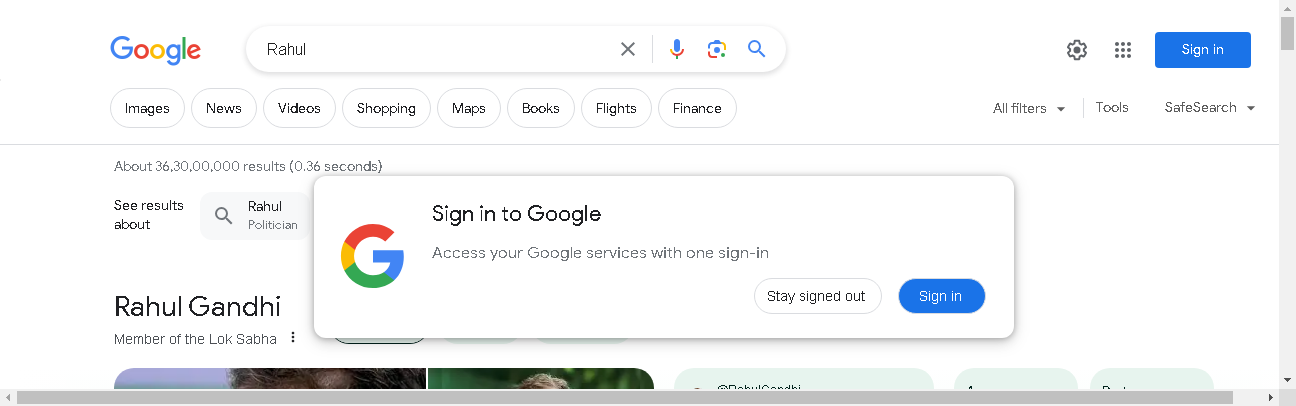 Google
Rahul
Sign in
Images News Videos Shopping Maps Books Flights Finance All filters Tools SafeSearch
About 36,30,00,000 results (0.36 seconds)
See results about
Rahul
Politician
Sign in to Google
Access your Google services with one sign-in
Stay signed out Sign in
Rahul Gandhi
Member of the Lok Sabha